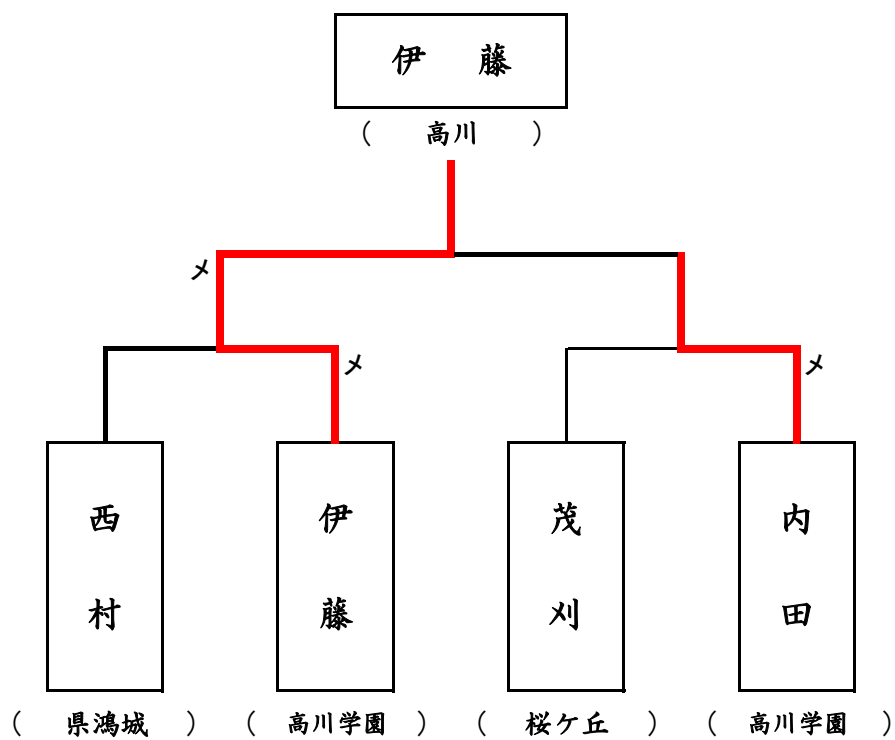 伊 藤
( 高川 )
メ
メ
メ
西村
伊藤
茂刈
内田
( 県鴻城 )
( 高川学園 )
( 桜ケ丘 )
( 高川学園 )